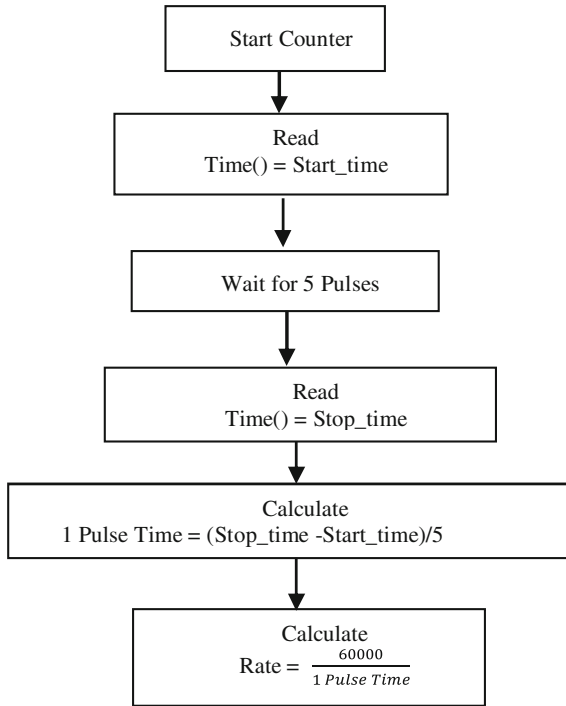 Start Counter
Read
Time() = Start_time
Wait for 5 Pulses
Read
Time() = Stop_time
Calculate
1 Pulse Time = (Stop_time -Start_time)/5
Calculate
Rate = 60000 / 1 Pulse Time